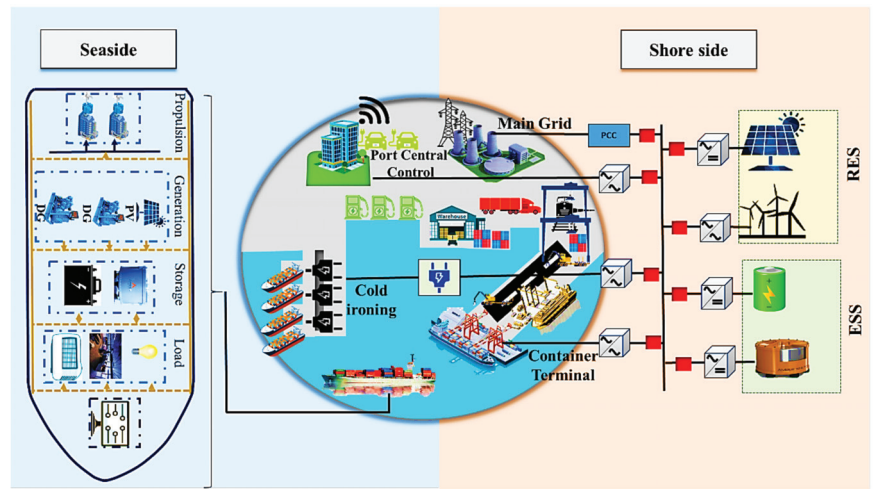 Seaside
Shore side
Propulsion
Generation
DG
DG
PV
Storage
Load
Port Central
Control
Main Grid
PCC
Warehouse
Cold
ironing
Container
Terminal
RES
ESS